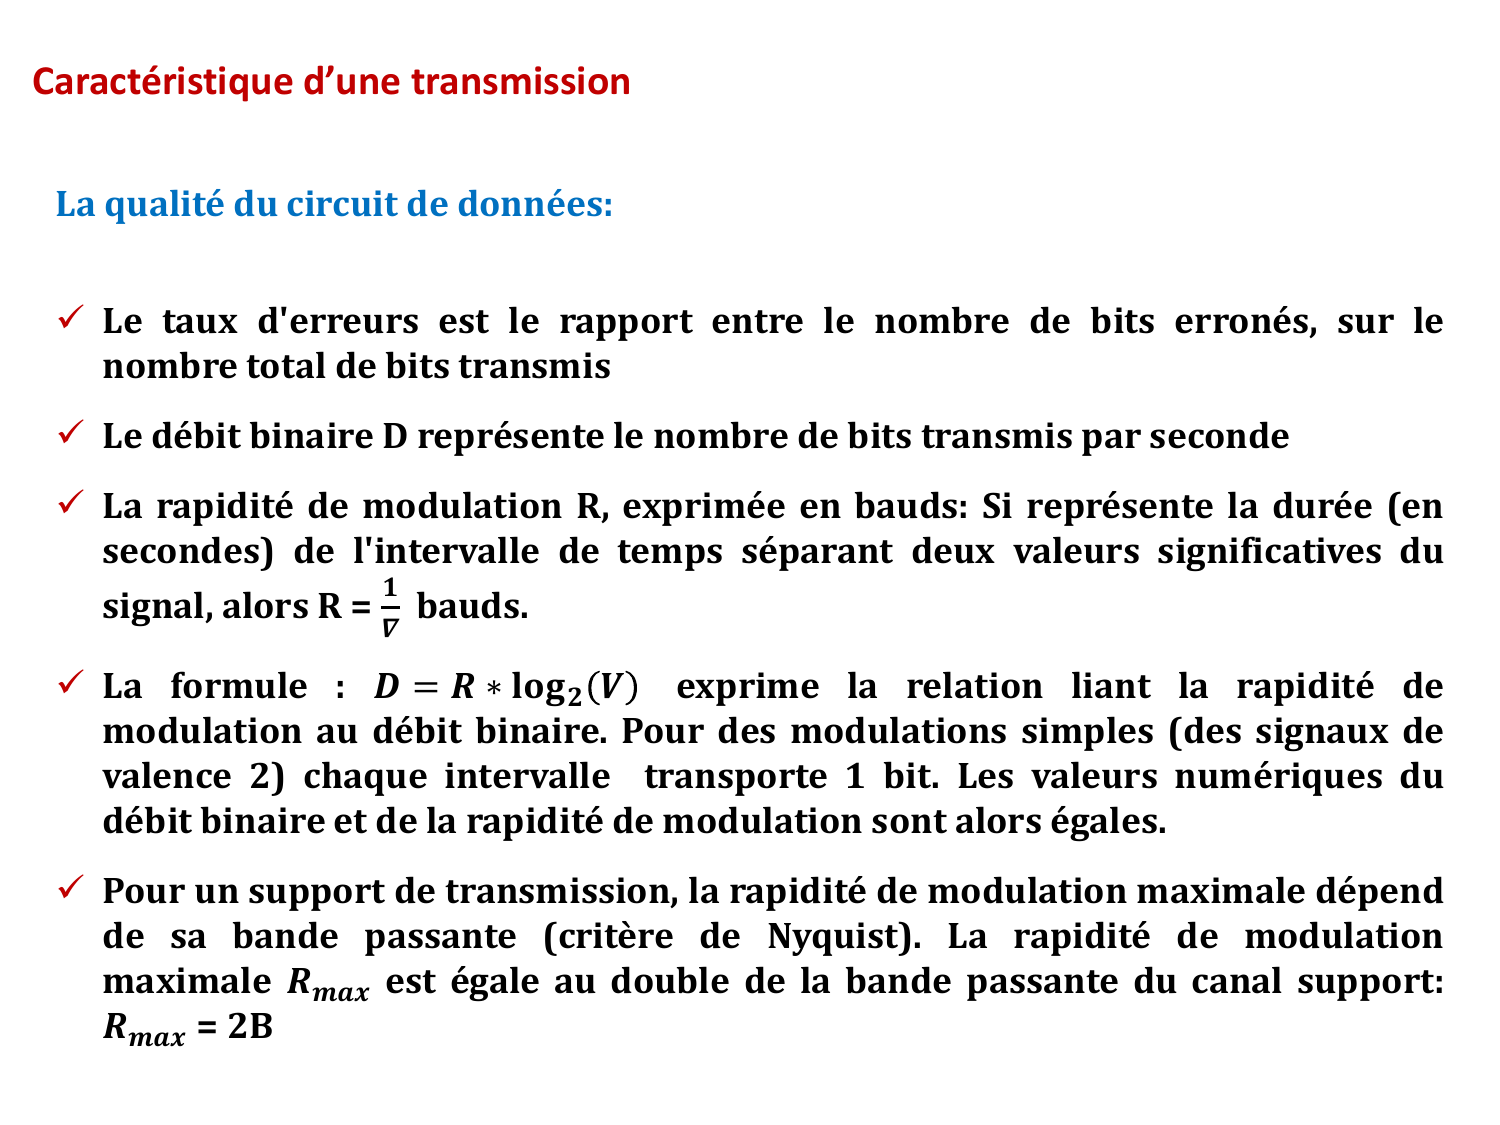 Caractéristique d’une transmission
La qualité du circuit de données:
✓ Le taux d'erreurs est le rapport entre le nombre de bits erronés, sur le
nombre total de bits transmis
✓ Le débit binaire D représente le nombre de bits transmis par seconde
✓ La rapidité de modulation R, exprimée en bauds: Si représente la durée (en
secondes) de l'intervalle de temps séparant deux valeurs significatives du
signal, alors R = $\frac{1}{\nabla}$ bauds.
✓ La formule : $D = R * \log_2(V)$ exprime la relation liant la rapidité de
modulation au débit binaire. Pour des modulations simples (des signaux de
valence 2) chaque intervalle transporte 1 bit. Les valeurs numériques du
débit binaire et de la rapidité de modulation sont alors égales.
✓ Pour un support de transmission, la rapidité de modulation maximale dépend
de sa bande passante (critère de Nyquist). La rapidité de modulation
maximale $R_{max}$ est égale au double de la bande passante du canal support:
$R_{max}$ = 2B